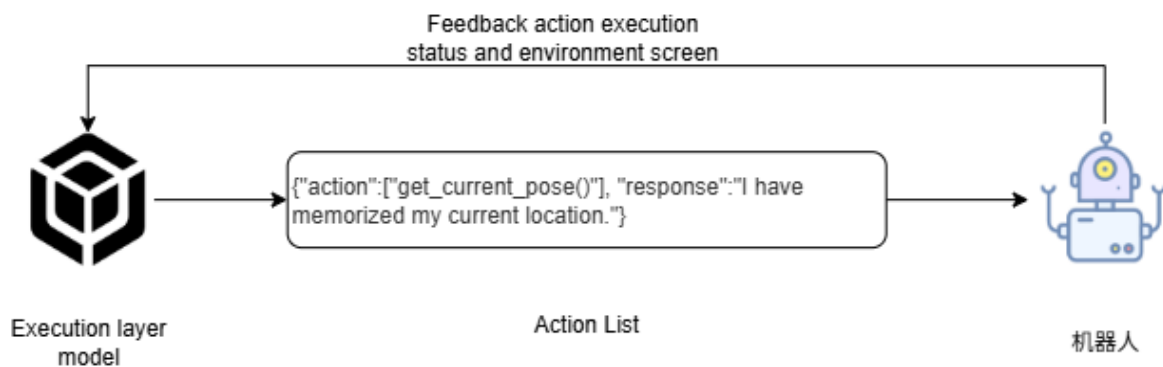 Feedback action execution
status and environment screen
{"action":["get_current_pose()"], "response":"I have
memorized my current location."}
Execution layer
model
Action List
机器人